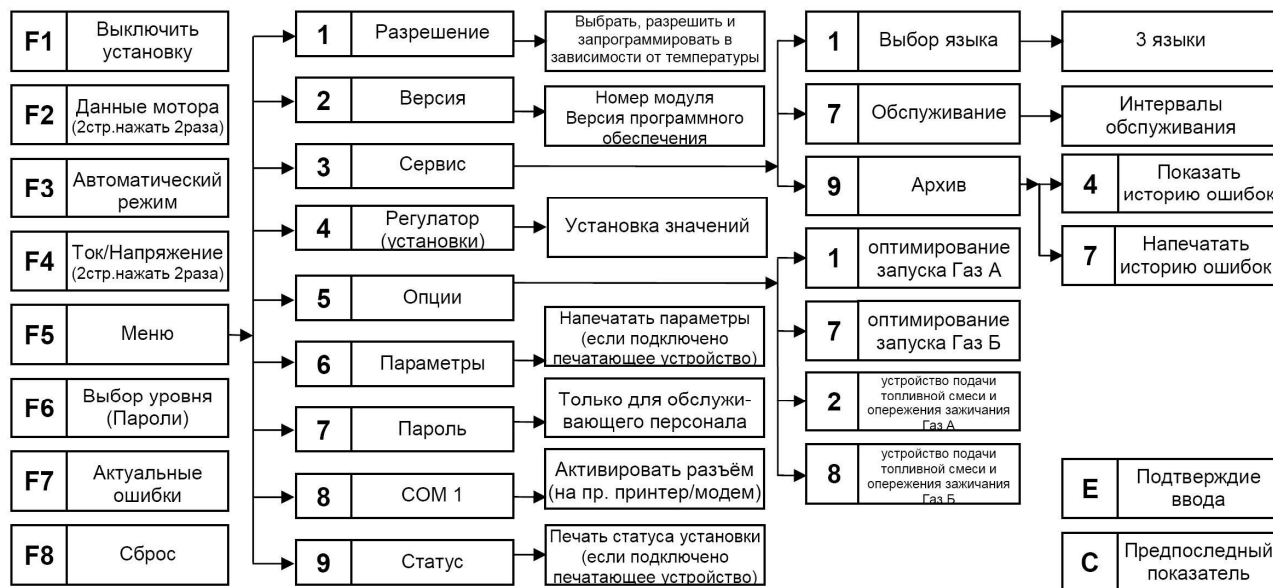 F1
Выключить
установку
F2
Данные мотора
(2стр.нажать 2раза)
F3
Автоматический
режим
F4
Ток/Напряжение
(2стр.нажать 2раза)
F5
Меню
F6
Выбор уровня
(Пароли)
F7
Актуальные
ошибки
F8
Сброс
1
Разрешение
Выбрать, разрешить и
запрограммировать в
зависимости от температуры
2
Версия
Номер модуля
Версия программного
обеспечения
3
Сервис
4
Регулятор
(установки)
Установка значений
5
Опции
6
Параметры
Напечатать параметры
(если подключено
печатающее устройство)
7
Пароль
Только для обслужи-
вающего персонала
8
COM 1
Активировать разъём
(на пр. принтер/модем)
9
Статус
Печать статуса установки
(если подключено
печатающее устройство)
1
Выбор языка
3 языки
7
Обслуживание
Интервалы
обслуживания
9
Архив
4
Показать
историю ошибок
7
Напечатать
историю ошибок
1
оптимирование
запуска Газ А
7
оптимирование
запуска Газ Б
2
устройство подачи
топливной смеси и
опережения зажичания
Газ А
8
устройство подачи
топливной смеси и
опережения зажичания
Газ Б
E
Подтверждие
ввода
C
Предпоследный
показатель